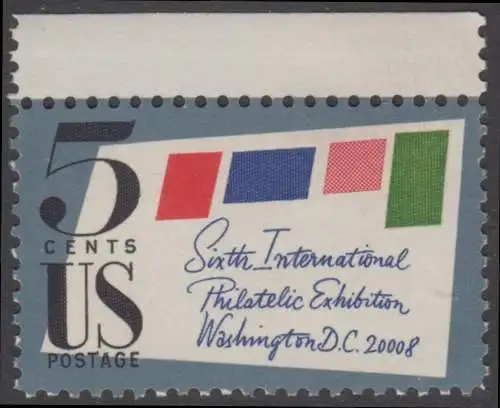 5
CENTS
US
POSTAGE
Sixth International
Philatelic Exhibition
Washington D.C. 20008